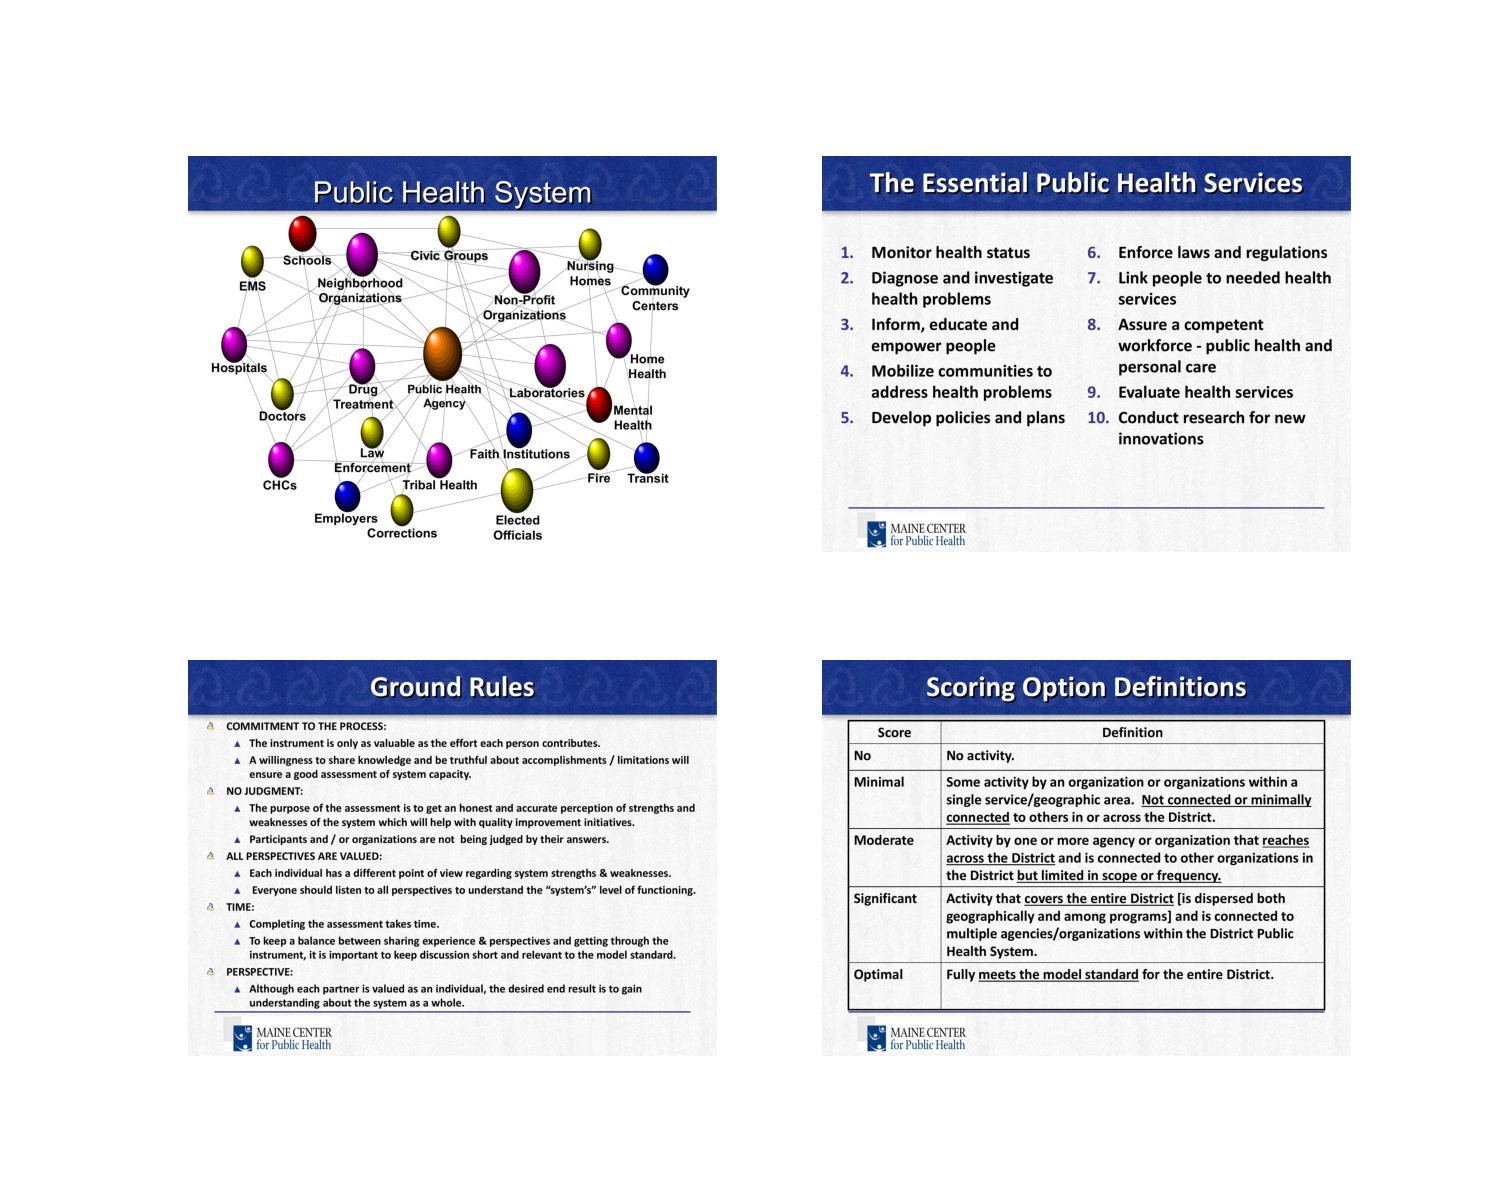 Public Health System
Schools
Civic Groups
Nursing
Homes
EMS
Neighborhood
Organizations
Non-Profit
Organizations
Community
Centers
Hospitals
Home
Health
Drug
Treatment
Public Health
Agency
Laboratories
Doctors
Mental
Health
Law
Enforcement
Faith Institutions
CHCs
Tribal Health
Fire
Transit
Employers
Corrections
Elected
Officials
The Essential Public Health Services
1. Monitor health status
2. Diagnose and investigate
health problems
3. Inform, educate and
empower people
4. Mobilize communities to
address health problems
5. Develop policies and plans
6. Enforce laws and regulations
7. Link people to needed health
services
8. Assure a competent
workforce - public health and
personal care
9. Evaluate health services
10. Conduct research for new
innovations
MAINE CENTER
for Public Health
Ground Rules
COMMITMENT TO THE PROCESS:
The instrument is only as valuable as the effort each person contributes.
A willingness to share knowledge and be truthful about accomplishments / limitations will
ensure a good assessment of system capacity.
NO JUDGMENT:
The purpose of the assessment is to get an honest and accurate perception of strengths and
weaknesses of the system which will help with quality improvement initiatives.
Participants and / or organizations are not being judged by their answers.
ALL PERSPECTIVES ARE VALUED:
Each individual has a different point of view regarding system strengths & weaknesses.
Everyone should listen to all perspectives to understand the “system’s” level of functioning.
TIME:
Completing the assessment takes time.
To keep a balance between sharing experience & perspectives and getting through the
instrument, it is important to keep discussion short and relevant to the model standard.
PERSPECTIVE:
Although each partner is valued as an individual, the desired end result is to gain
understanding about the system as a whole.
MAINE CENTER
for Public Health
Scoring Option Definitions
Score Definition
No No activity.
Minimal Some activity by an organization or organizations within a
single service/geographic area. Not connected or minimally
connected to others in or across the District.
Moderate Activity by one or more agency or organization that reaches
across the District and is connected to other organizations in
the District but limited in scope or frequency.
Significant Activity that covers the entire District [is dispersed both
geographically and among programs] and is connected to
multiple agencies/organizations within the District Public
Health System.
Optimal Fully meets the model standard for the entire District.
MAINE CENTER
for Public Health